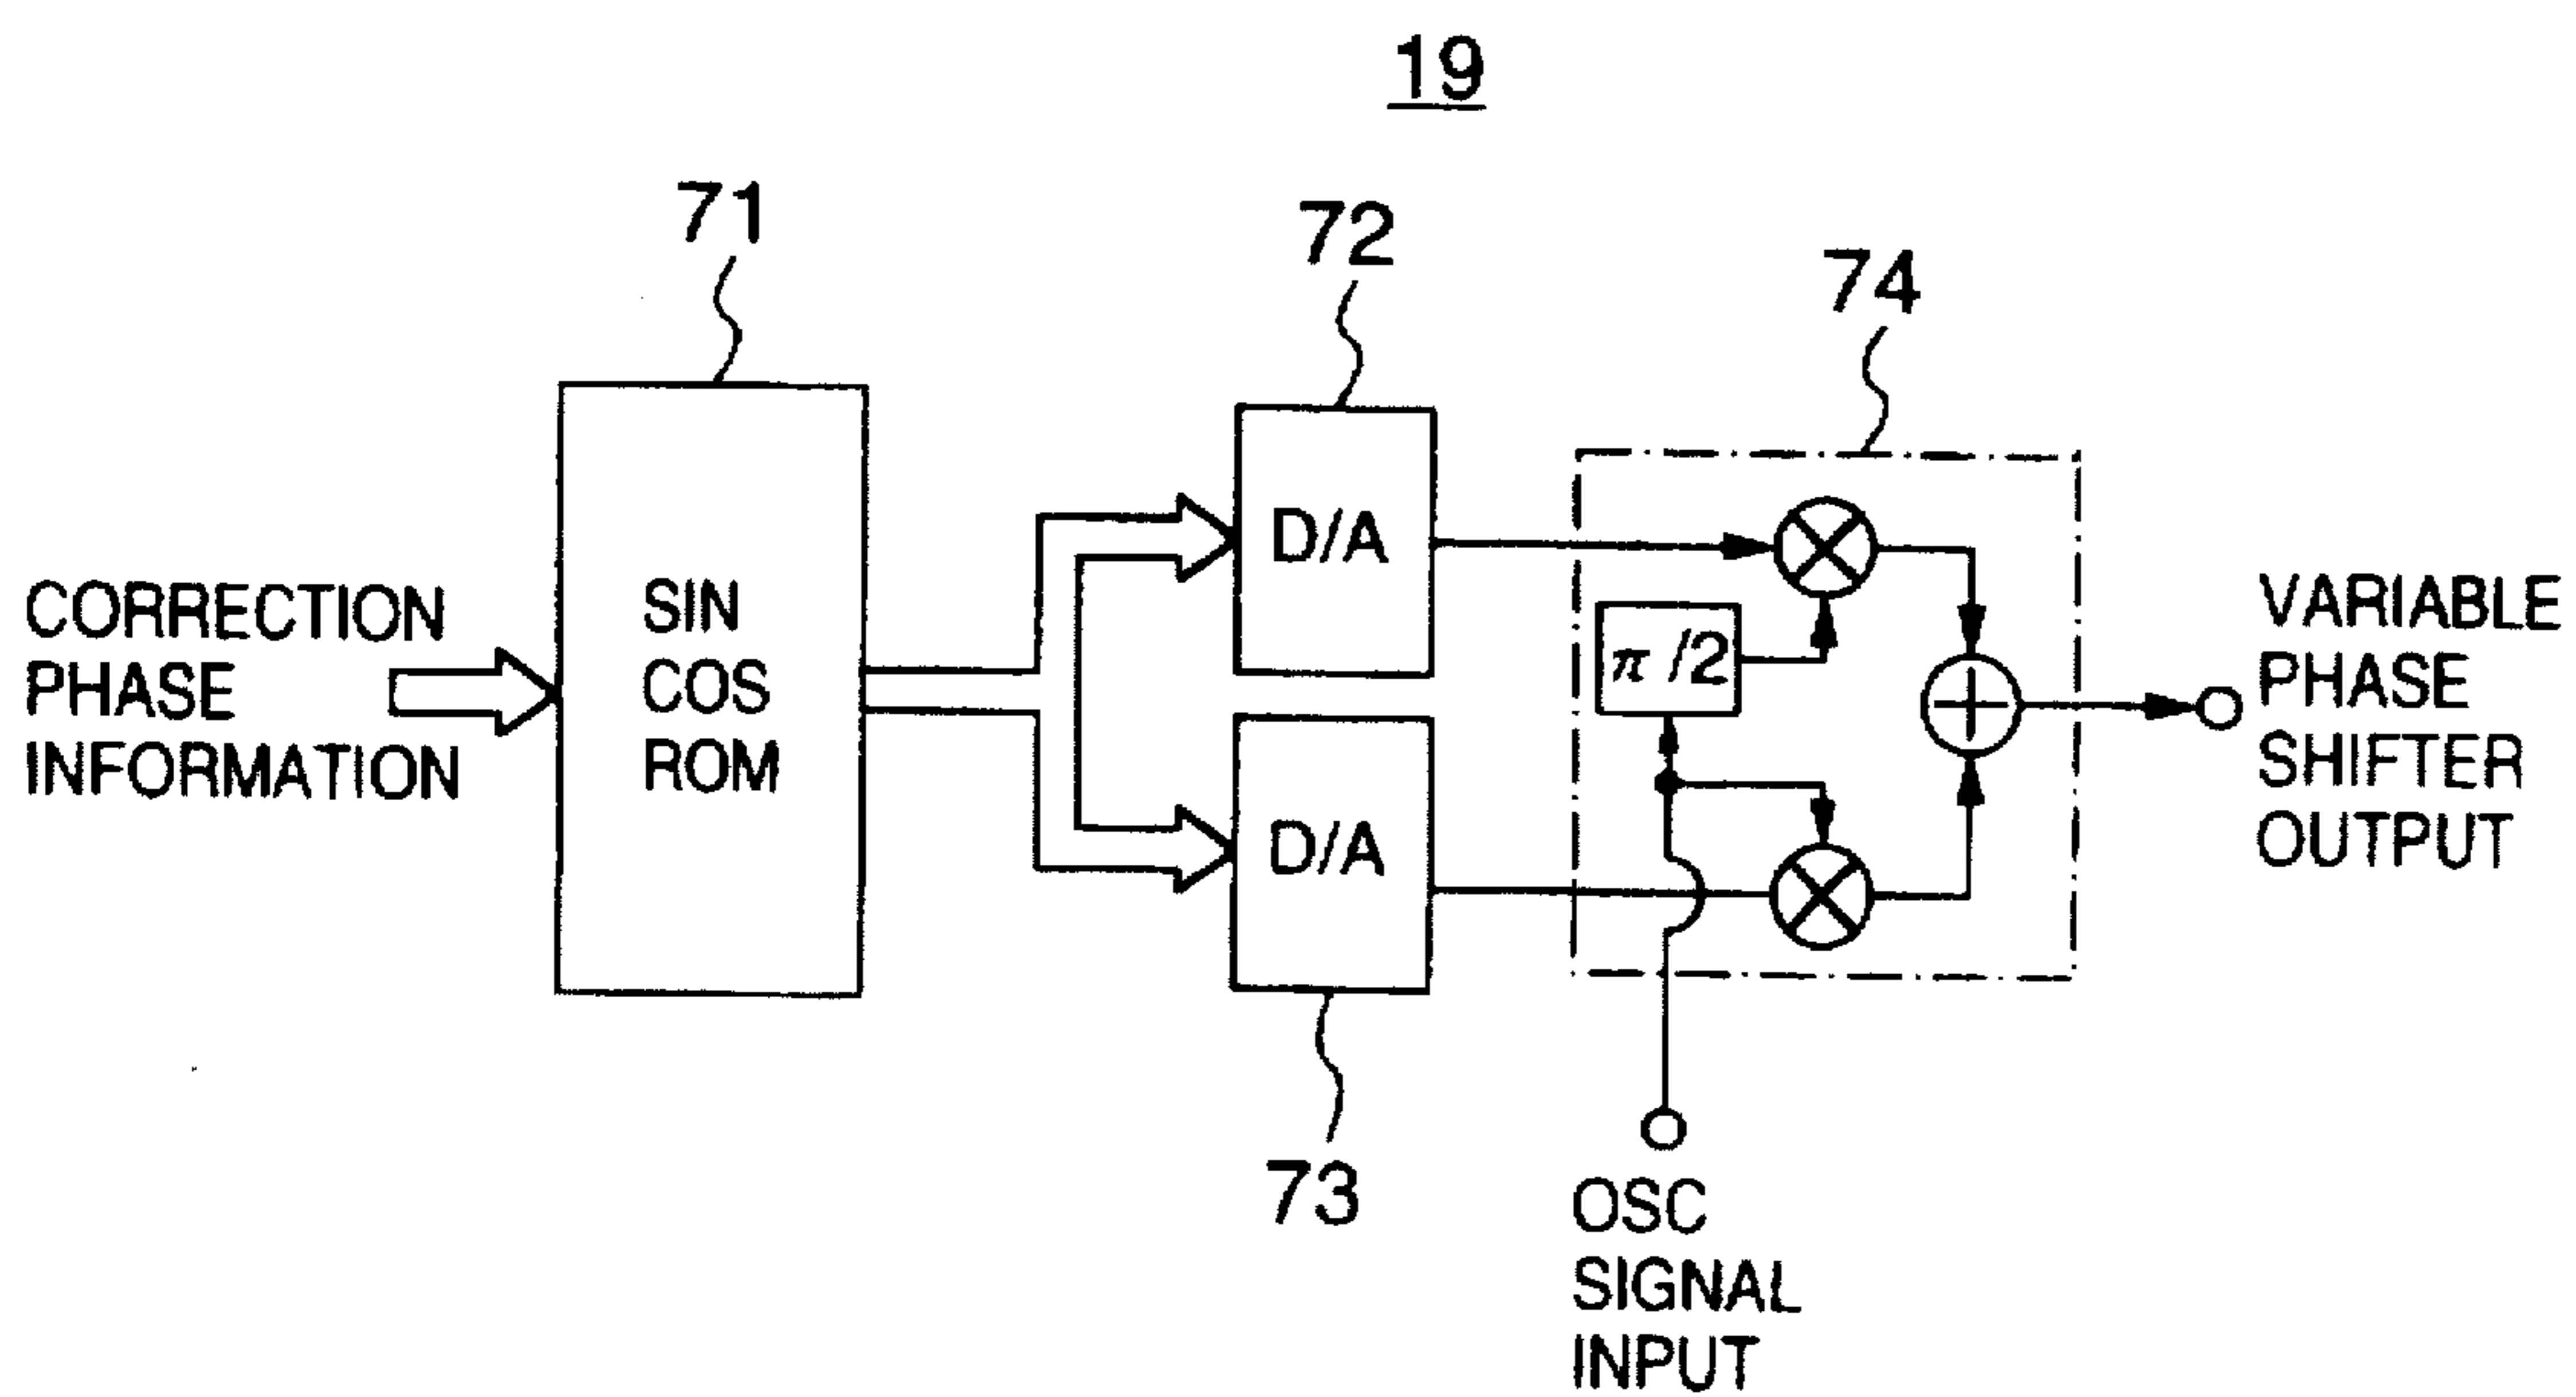 19
71
72
74
CORRECTION
PHASE
INFORMATION
SIN
COS
ROM
D/A
D/A
π/2
VARIABLE
PHASE
SHIFTER
OUTPUT
73
OSC
SIGNAL
INPUT